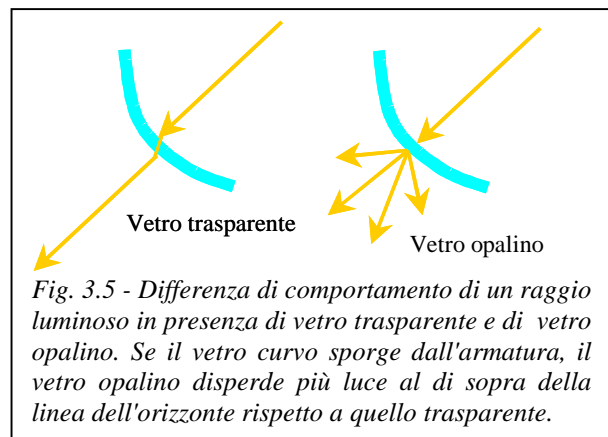 Vetro trasparente
Vetro opalino
Fig. 3.5 - Differenza di comportamento di un raggio
luminoso in presenza di vetro trasparente e di vetro
opalino. Se il vetro curvo sporge dall'armatura, il
vetro opalino disperde più luce al di sopra della
linea dell'orizzonte rispetto a quello trasparente.